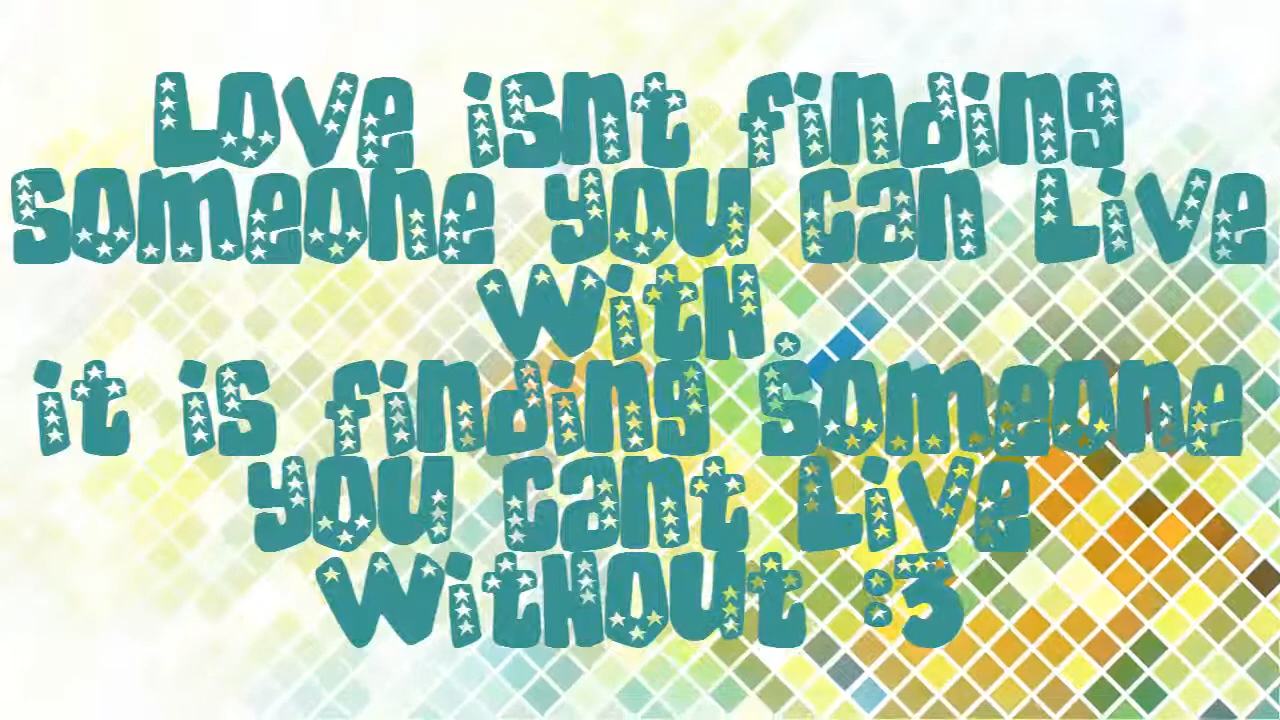 Love isnt finding
someone you can Live
with.
it is finding someone
you cant Live
without :3